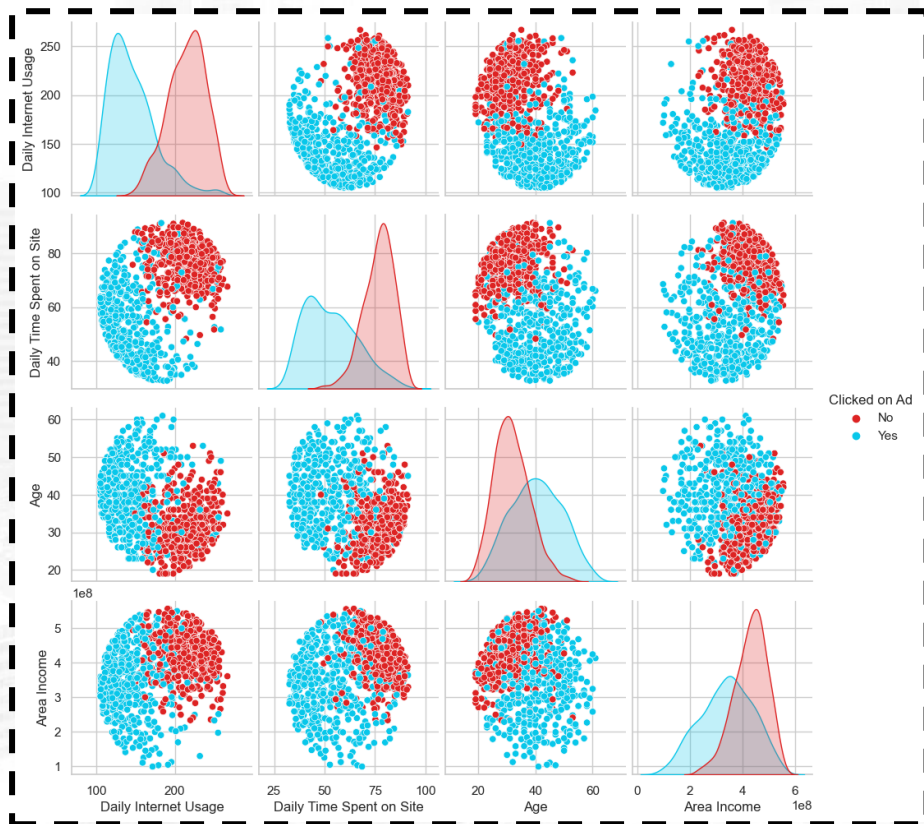 Daily Internet Usage
250
200
150
100
Daily Time Spent on Site
80
60
40
Age
60
50
40
30
20
1e8
Area Income
5
4
3
2
1
100
200
Daily Internet Usage
25
50
75
100
Daily Time Spent on Site
20
40
60
Age
0
2
4
6
1e8
Area Income
Clicked on Ad
No
Yes